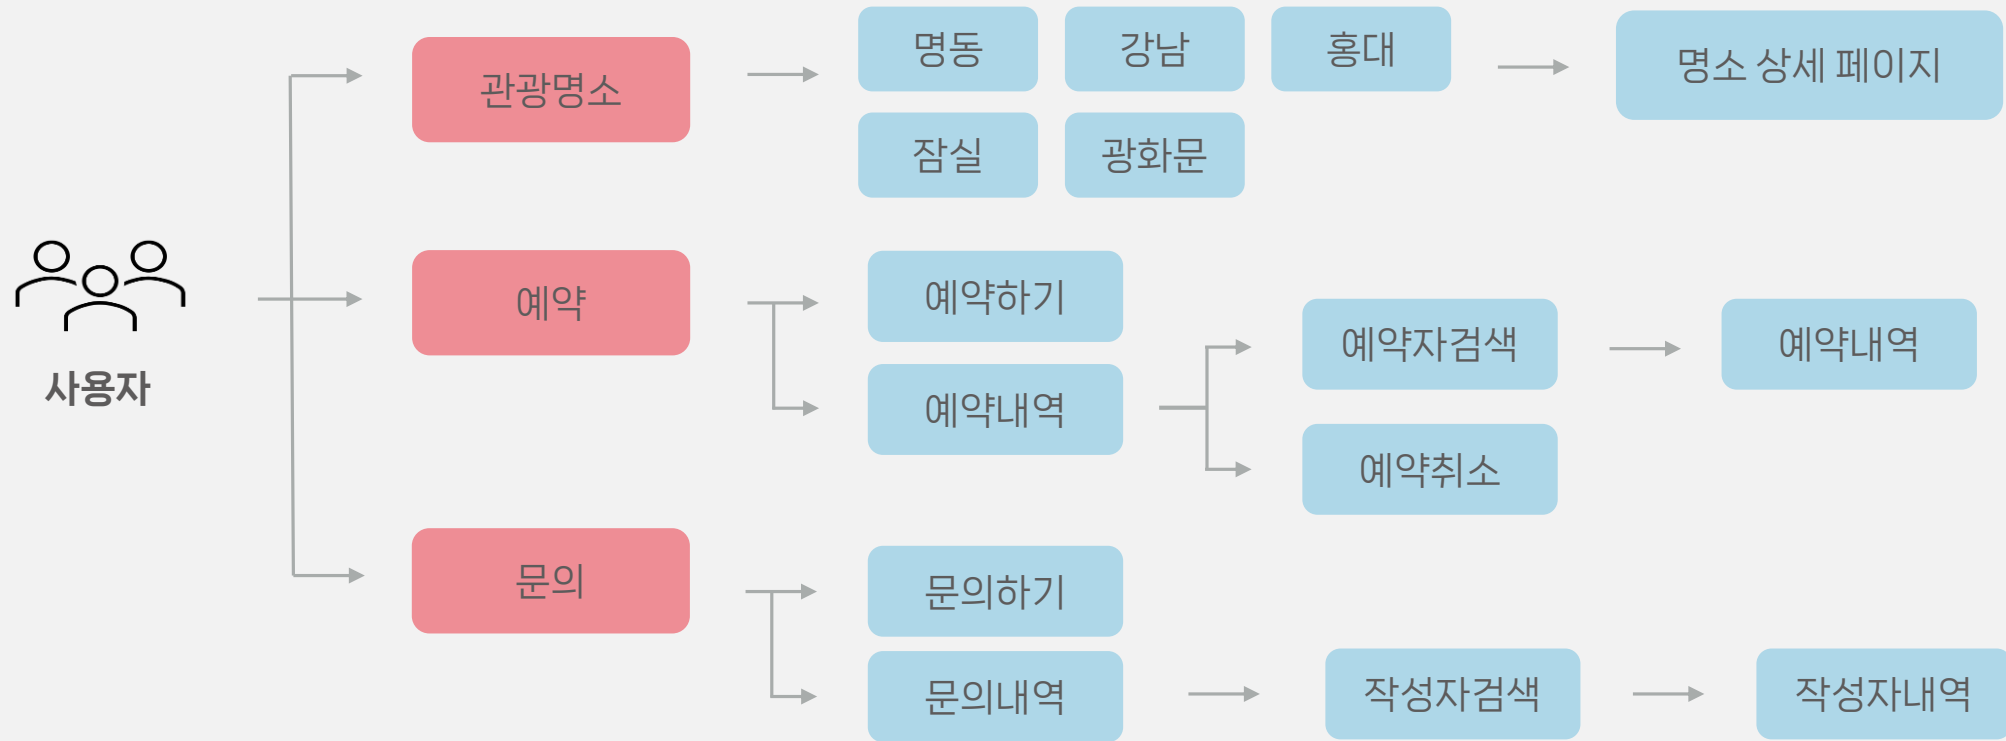 관광명소
명동
강남
홍대
명소 상세 페이지
잠실
광화문
사용자
예약
예약하기
예약내역
예약자검색
예약내역
예약취소
문의
문의하기
문의내역
작성자검색
작성자내역